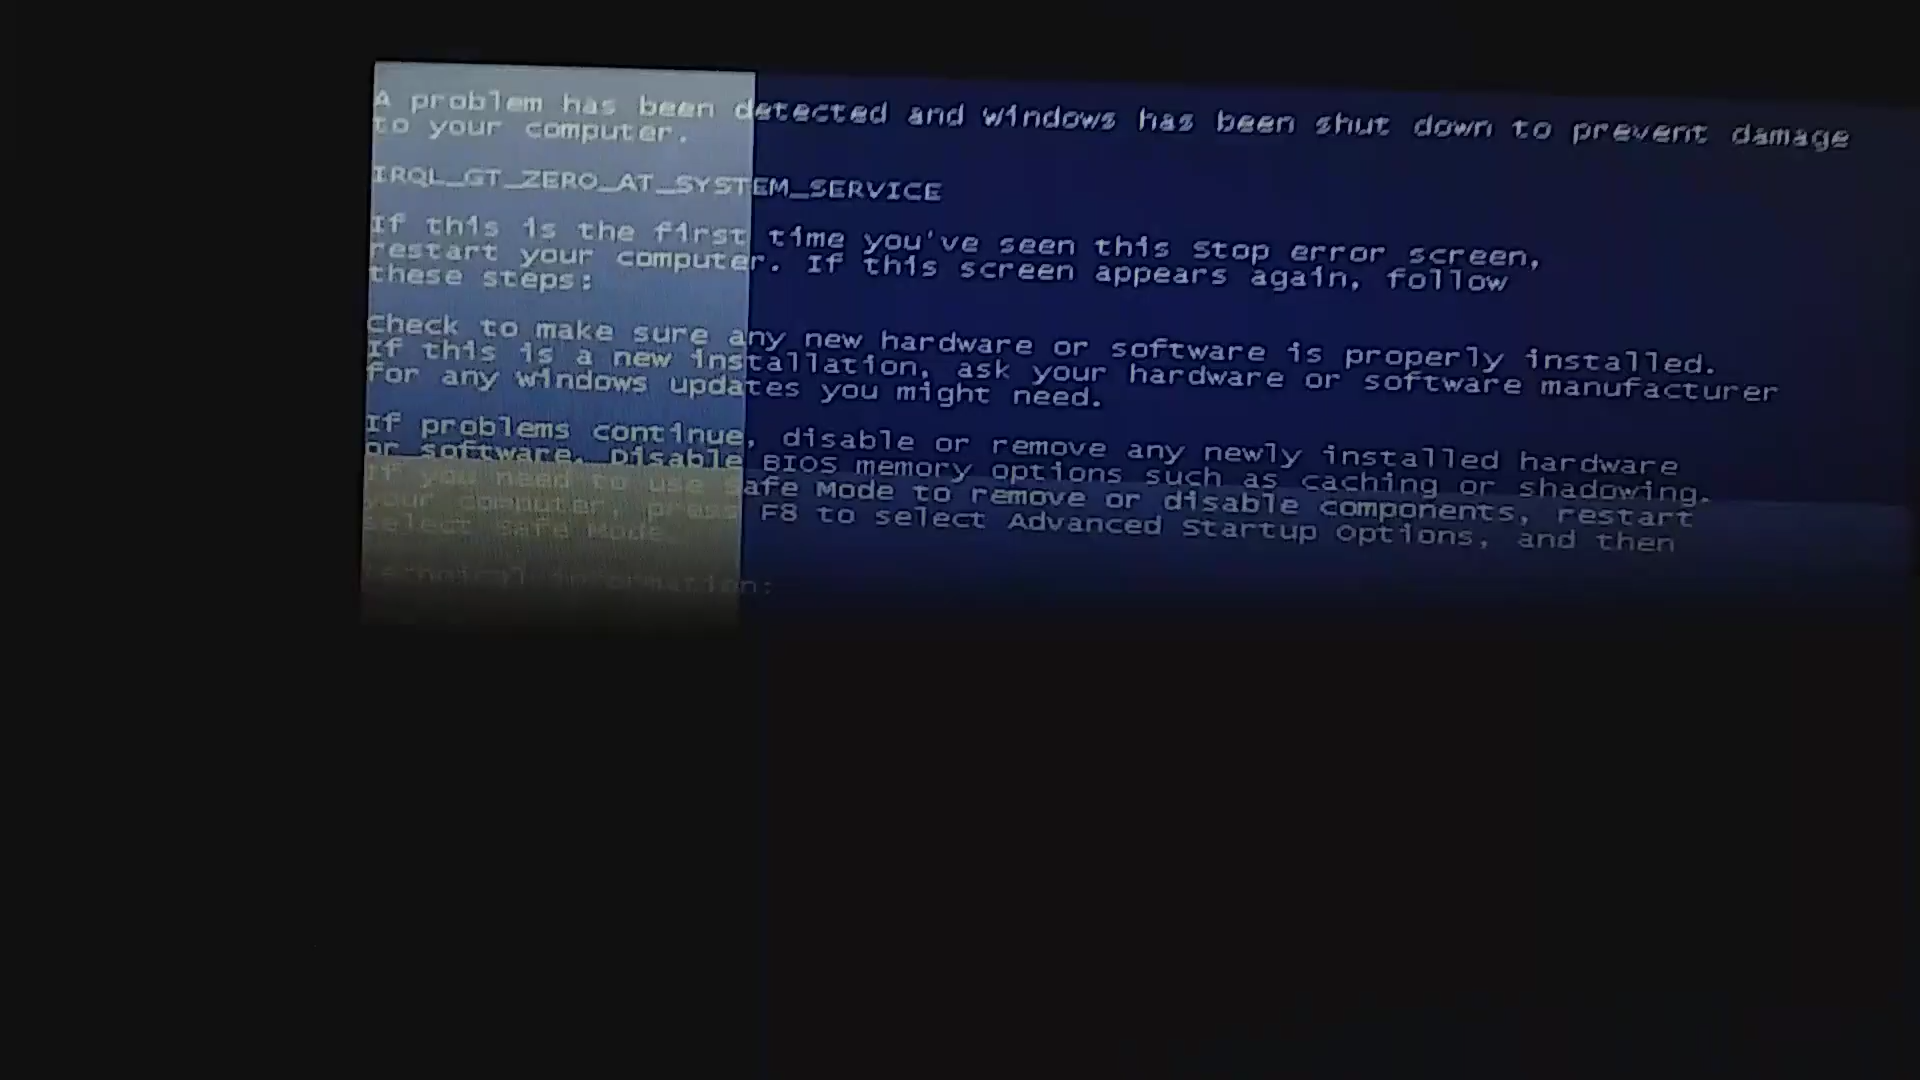 A problem has been detected and windows has been shut down to prevent damage
to your computer.
IRQL_GT_ZERO_AT_SYSTEM_SERVICE
If this is the first time you've seen this Stop error screen,
restart your computer. If this screen appears again, follow
these steps:
Check to make sure any new hardware or software is properly installed.
If this is a new installation, ask your hardware or software manufacturer
for any windows updates you might need.
If problems continue, disable or remove any newly installed hardware
or software. Disable BIOS memory options such as caching or shadowing.
If you need to use Safe Mode to remove or disable components, restart
your computer, press F8 to select Advanced Startup Options, and then
select Safe Mode.
Technical information: